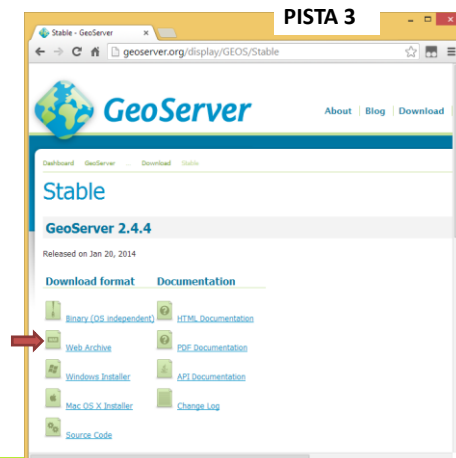 PISTA 3
Stable - GeoServer
geoserver.org/display/GEOS/Stable
GeoServer
About | Blog | Download
Dashboard GeoServer ... Download Stable
Stable
GeoServer 2.4.4
Released on Jan 20, 2014
Download format Documentation
Binary (OS independent) HTML Documentation
Web Archive PDF Documentation
Windows Installer API Documentation
Mac OS X Installer Change Log
Source Code